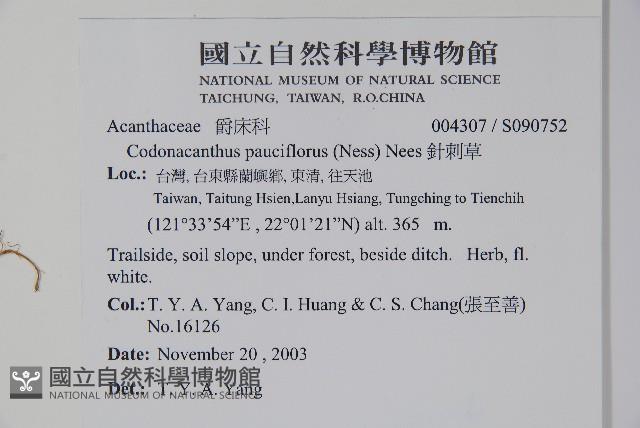 國立自然科學博物館
NATIONAL MUSEUM OF NATURAL SCIENCE
TAICHUNG, TAIWAN, R.O.CHINA
Acanthaceae 爵床科 004307 / S090752
Codonacanthus pauciflorus (Ness) Nees 針刺草
Loc.: 台灣, 台東縣蘭嶼鄉, 東清, 往天池
Taiwan, Taitung Hsien,Lanyu Hsiang, Tungching to Tienchih
(121°33'54”E , 22°01'21”N) alt. 365 m.
Trailside, soil slope, under forest, beside ditch. Herb, fl.
white.
Col.: T. Y. A. Yang, C. I. Huang & C. S. Chang(張至善)
No.16126
Date: November 20 , 2003
Det.: T. Y. A. Yang
國立自然科學博物館
NATIONAL MUSEUM OF NATURAL SCIENCE